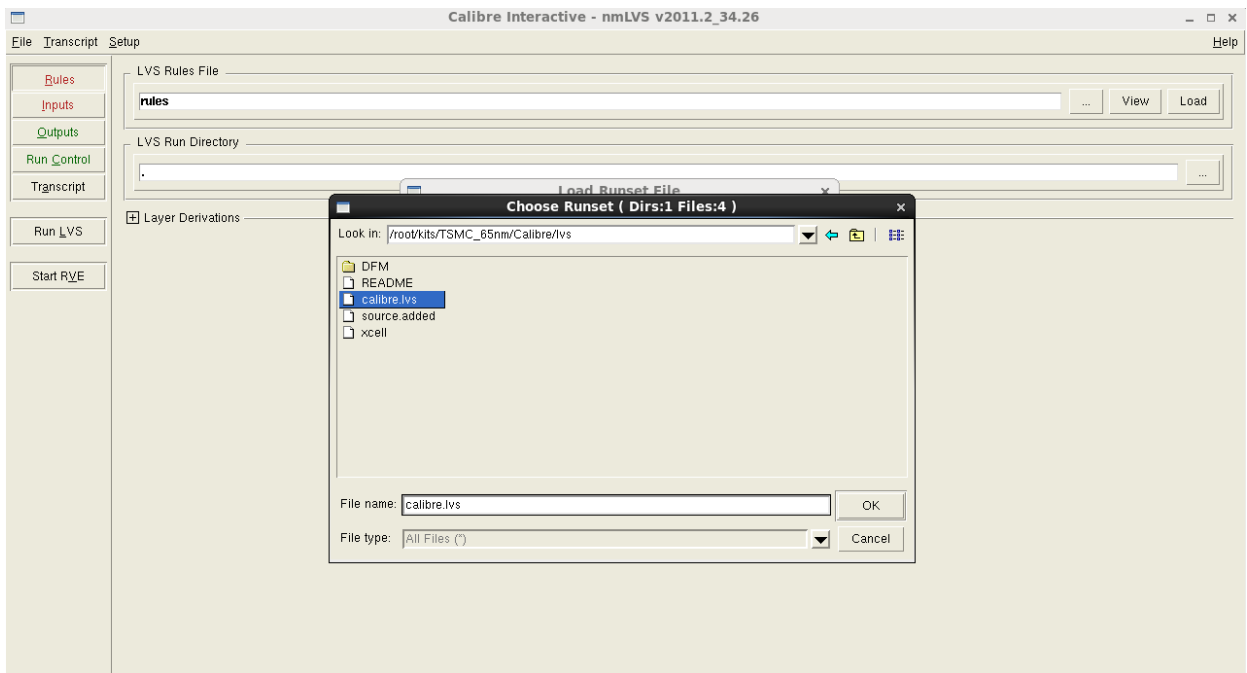 Calibre Interactive - nmLVS v2011.2_34.26
File Transcript Setup Help
Rules
Inputs
Outputs
Run Control
Transcript
Run LVS
Start RVE
LVS Rules File
rules ... View Load
LVS Run Directory
. ...
Layer Derivations
Load Runset File
Choose Runset ( Dirs:1 Files:4 )
Look in: /root/kits/TSMC_65nm/Calibre/lvs
DFM
README
calibre.lvs
source.added
xcell
File name: calibre.lvs OK
File type: All Files (*) Cancel